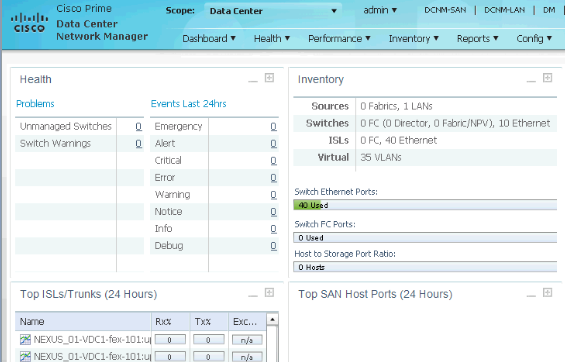 CISCO
Cisco Prime
Data Center
Network Manager
Scope: Data Center admin DCNM-SAN | DCNM-LAN | DM
Dashboard Health Performance Inventory Reports Config
Health
Problems
Unmanaged Switches 0
Switch Warnings 0
Events Last 24hrs
Emergency 0
Alert 0
Critical 0
Error 0
Warning 0
Notice 0
Info 0
Debug 0
Inventory
Sources 0 Fabrics, 1 LANs
Switches 0 FC (0 Director, 0 Fabric/NPV), 10 Ethernet
ISLs 0 FC, 40 Ethernet
Virtual 35 VLANs
Switch Ethernet Ports:
40 Used
Switch FC Ports:
0 Used
Host to Storage Port Ratio:
0 Hosts
Top ISLs/Trunks (24 Hours)
Name Rx% Tx% Exc...
NEXUS_01-VDC1-fex-101:up 0 0 n/a
NEXUS_01-VDC1-fex-101:up 0 0 n/a
Top SAN Host Ports (24 Hours)